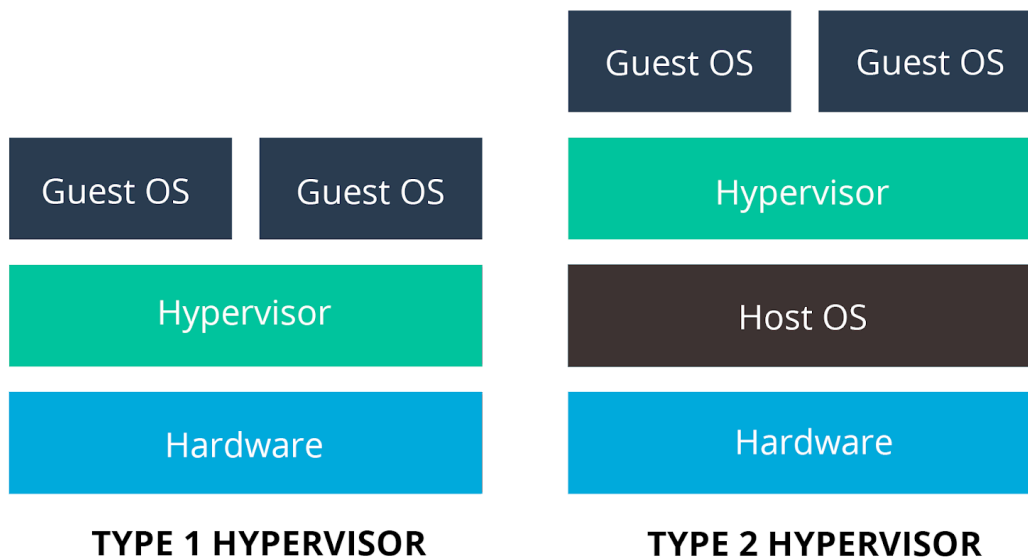 Guest OS
Guest OS
Hypervisor
Hardware
TYPE 1 HYPERVISOR
Guest OS
Guest OS
Hypervisor
Host OS
Hardware
TYPE 2 HYPERVISOR